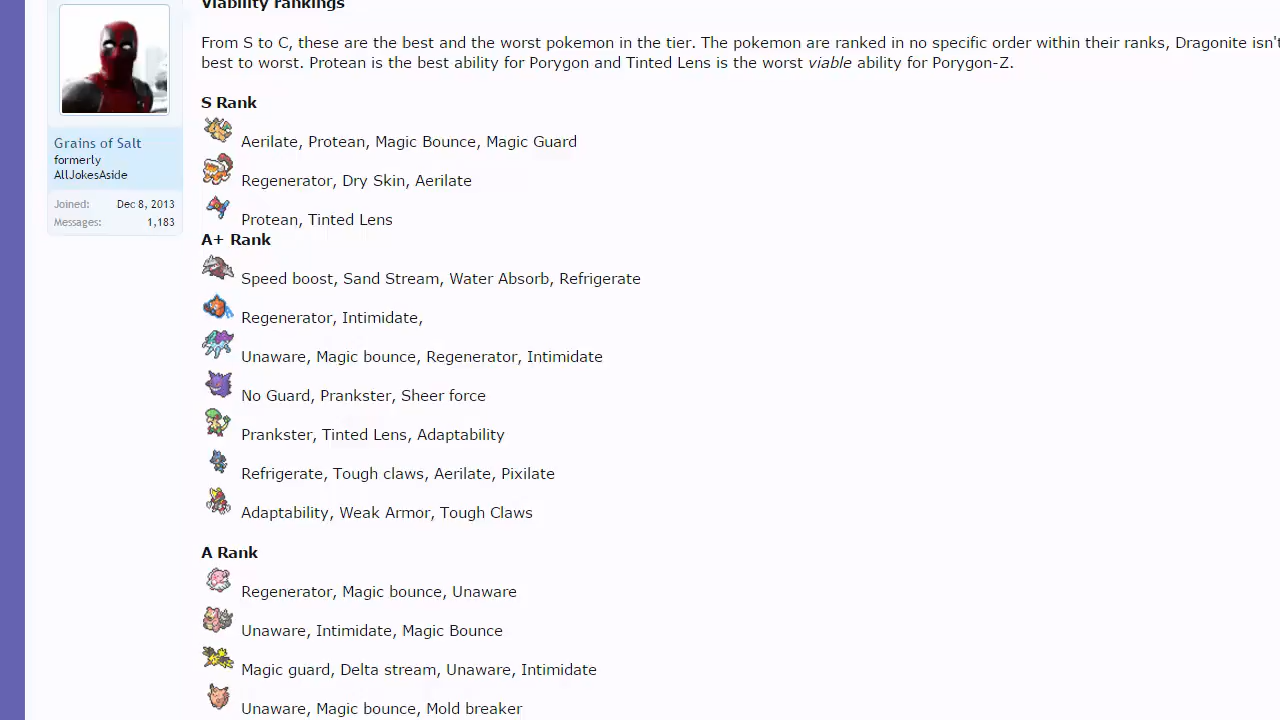 Viability rankings
From S to C, these are the best and the worst pokemon in the tier. The pokemon are ranked in no specific order within their ranks, Dragonite isn't
best to worst. Protean is the best ability for Porygon and Tinted Lens is the worst viable ability for Porygon-Z.
S Rank
Aerilate, Protean, Magic Bounce, Magic Guard
Grains of Salt
formerly
AllJokesAside
Regenerator, Dry Skin, Aerilate
Joined: Dec 8, 2013
Messages: 1,183
Protean, Tinted Lens
A+ Rank
Speed boost, Sand Stream, Water Absorb, Refrigerate
Regenerator, Intimidate,
Unaware, Magic bounce, Regenerator, Intimidate
No Guard, Prankster, Sheer force
Prankster, Tinted Lens, Adaptability
Refrigerate, Tough claws, Aerilate, Pixilate
Adaptability, Weak Armor, Tough Claws
A Rank
Regenerator, Magic bounce, Unaware
Unaware, Intimidate, Magic Bounce
Magic guard, Delta stream, Unaware, Intimidate
Unaware, Magic bounce, Mold breaker